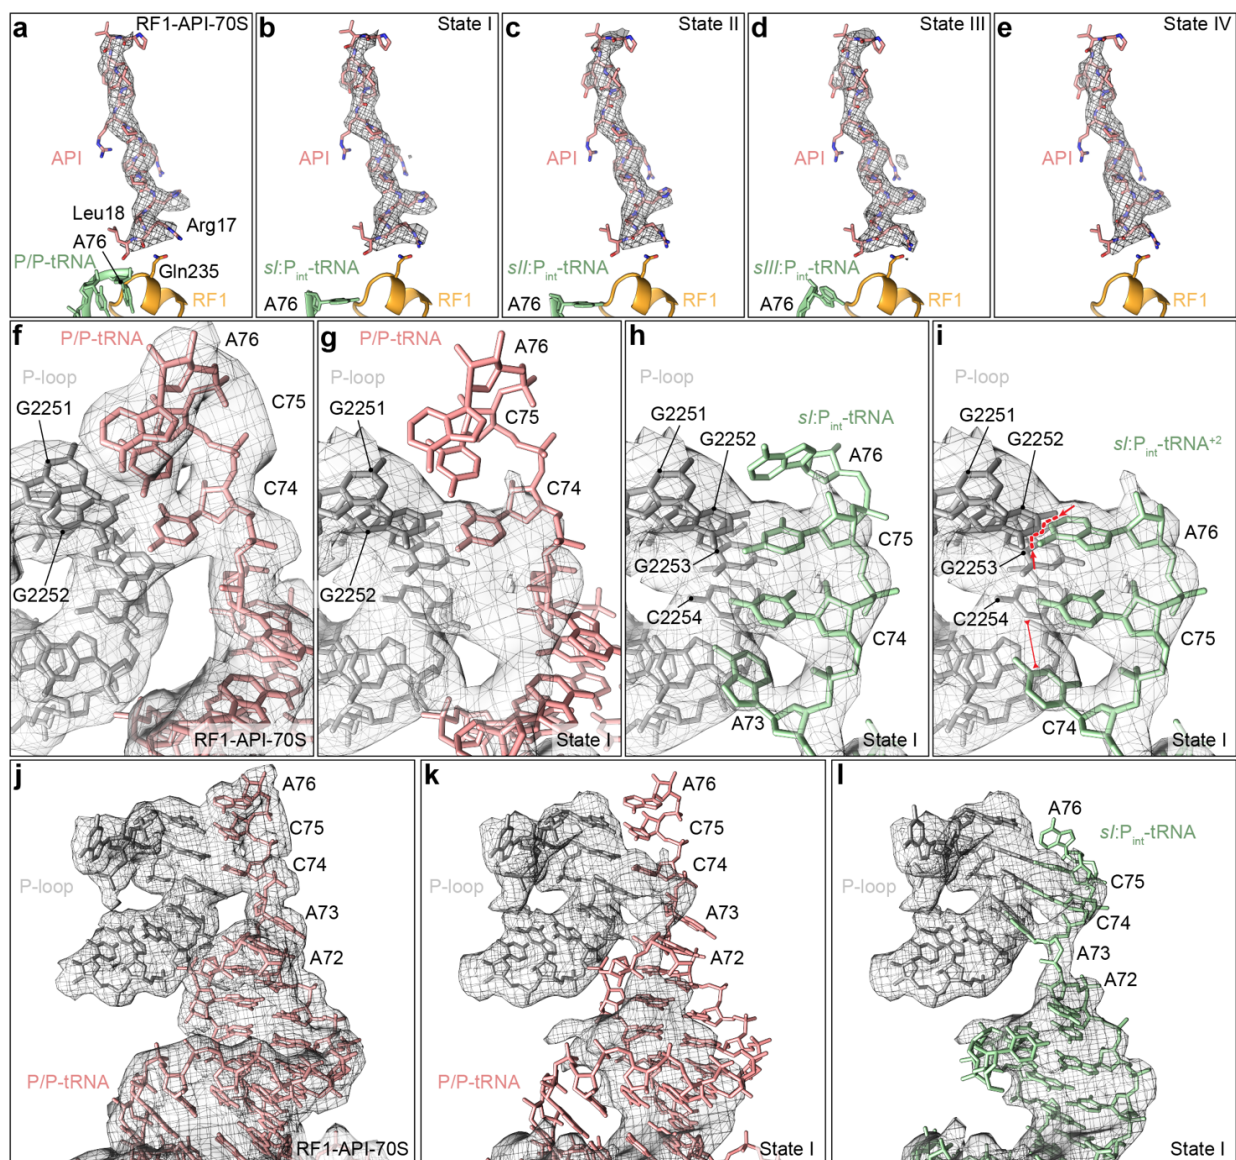 a
RF1-API-70S
API
Leu18
Arg17
A76
P/P-tRNA
Gln235
RF1
b
State I
API
sI:Pint-tRNA
A76
RF1
c
State II
API
sII:Pint-tRNA
A76
RF1
d
State III
API
sIII:Pint-tRNA
A76
RF1
e
State IV
API
RF1
f
P/P-tRNA
A76
P-loop
C75
G2251
C74
G2252
RF1-API-70S
g
P/P-tRNA
A76
P-loop
C75
G2251
C74
G2252
State I
h
P-loop
G2251
sI:Pint-tRNA
G2252
A76
C75
G2253
C2254
C74
A73
State I
i
P-loop
G2251
G2252
sI:Pint-tRNA+2
A76
G2253
C2254
C75
C74
State I
j
A76
C75
C74
P-loop
A73
A72
P/P-tRNA
RF1-API-70S
k
A76
C75
C74
P-loop
A73
A72
P/P-tRNA
State I
l
A76
sI:Pint-tRNA
C75
P-loop
C74
A73
A72
State I